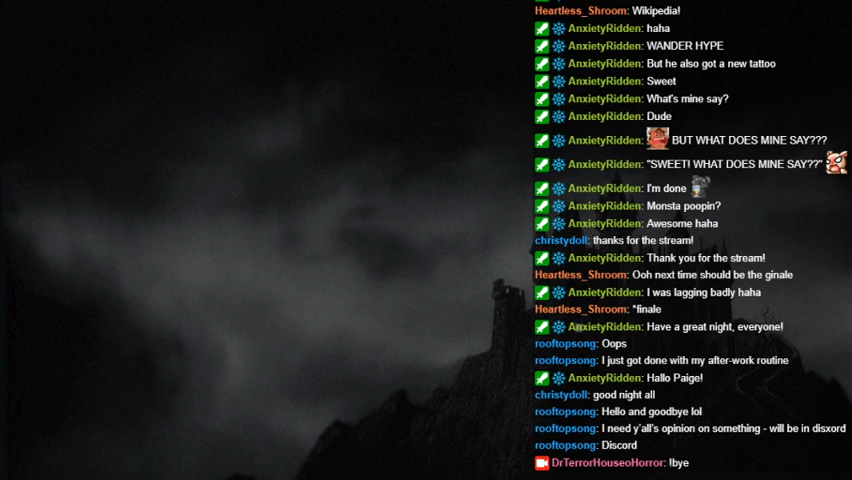 Heartless_Shroom: Wikipedia!
AnxietyRidden: haha
AnxietyRidden: WANDER HYPE
AnxietyRidden: But he also got a new tattoo
AnxietyRidden: Sweet
AnxietyRidden: What's mine say?
AnxietyRidden: Dude
AnxietyRidden: BUT WHAT DOES MINE SAY???
AnxietyRidden: "SWEET! WHAT DOES MINE SAY??"
AnxietyRidden: I'm done
AnxietyRidden: Monsta poopin?
AnxietyRidden: Awesome haha
christydoll: thanks for the stream!
AnxietyRidden: Thank you for the stream!
Heartless_Shroom: Ooh next time should be the ginale
AnxietyRidden: I was lagging badly haha
Heartless_Shroom: *finale
AnxietyRidden: Have a great night, everyone!
rooftopsong: Oops
rooftopsong: I just got done with my after-work routine
AnxietyRidden: Hallo Paige!
christydoll: good night all
rooftopsong: Hello and goodbye lol
rooftopsong: I need y'all's opinion on something - will be in disxord
rooftopsong: Discord
DrTerrorHouseoHorror: !bye